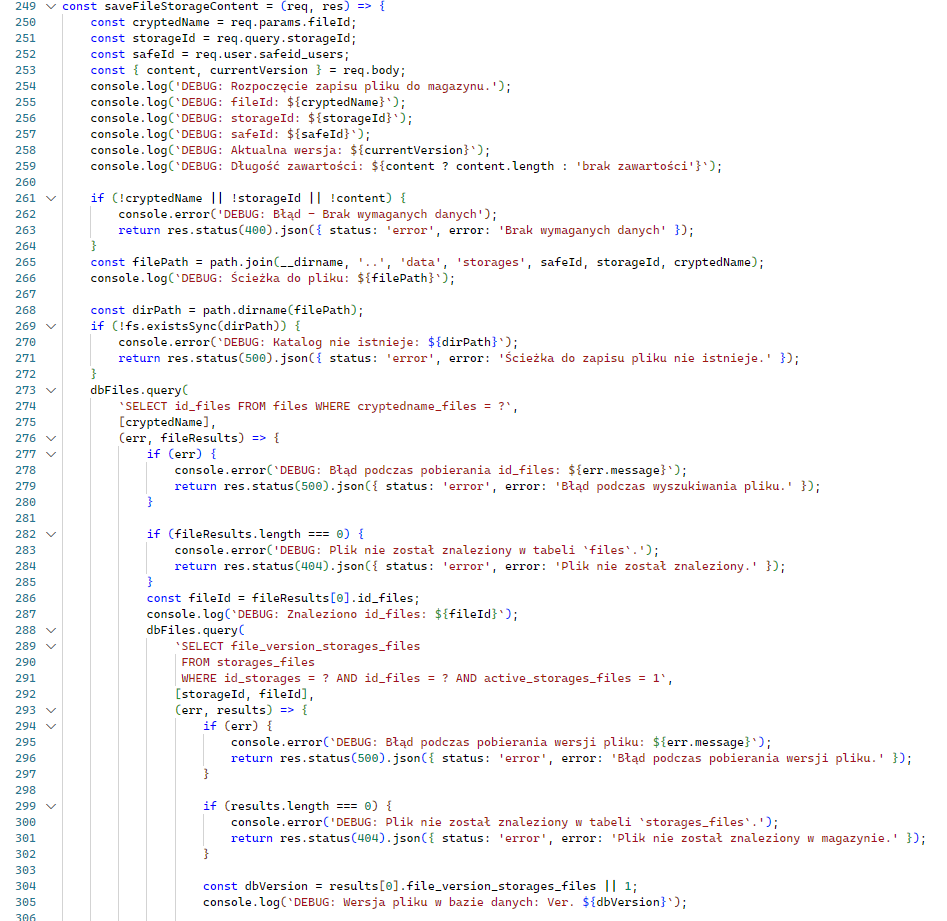 249 const saveFileStorageContent = (req, res) => {
250     const cryptedName = req.params.fileId;
251     const storageId = req.query.storageId;
252     const safeId = req.user.safeid_users;
253     const { content, currentVersion } = req.body;
254     console.log('DEBUG: Rozpoczęcie zapisu pliku do magazynu.');
255     console.log(`DEBUG: fileId: ${cryptedName}`);
256     console.log(`DEBUG: storageId: ${storageId}`);
257     console.log(`DEBUG: safeId: ${safeId}`);
258     console.log(`DEBUG: Aktualna wersja: ${currentVersion}`);
259     console.log(`DEBUG: Długość zawartości: ${content ? content.length : 'brak zawartości'}`);
260
261     if (!cryptedName || !storageId || !content) {
262         console.error('DEBUG: Błąd – Brak wymaganych danych');
263         return res.status(400).json({ status: 'error', error: 'Brak wymaganych danych' });
264     }
265     const filePath = path.join(__dirname, '..', 'data', 'storages', safeId, storageId, cryptedName);
266     console.log(`DEBUG: Ścieżka do pliku: ${filePath}`);
267
268     const dirPath = path.dirname(filePath);
269     if (!fs.existsSync(dirPath)) {
270         console.error(`DEBUG: Katalog nie istnieje: ${dirPath}`);
271         return res.status(500).json({ status: 'error', error: 'Ścieżka do zapisu pliku nie istnieje.' });
272     }
273     dbFiles.query(
274         `SELECT id_files FROM files WHERE cryptedname_files = ?`,
275         [cryptedName],
276         (err, fileResults) => {
277             if (err) {
278                 console.error(`DEBUG: Błąd podczas pobierania id_files: ${err.message}`);
279                 return res.status(500).json({ status: 'error', error: 'Błąd podczas wyszukiwania pliku.' });
280             }
281
282             if (fileResults.length === 0) {
283                 console.error('DEBUG: Plik nie został znaleziony w tabeli `files`.');
284                 return res.status(404).json({ status: 'error', error: 'Plik nie został znaleziony.' });
285             }
286             const fileId = fileResults[0].id_files;
287             console.log(`DEBUG: Znaleziono id_files: ${fileId}`);
288             dbFiles.query(
289                 `SELECT file_version_storages_files
290                  FROM storages_files
291                  WHERE id_storages = ? AND id_files = ? AND active_storages_files = 1`,
292                 [storageId, fileId],
293                 (err, results) => {
294                     if (err) {
295                         console.error(`DEBUG: Błąd podczas pobierania wersji pliku: ${err.message}`);
296                         return res.status(500).json({ status: 'error', error: 'Błąd podczas pobierania wersji pliku.' });
297                     }
298
299                     if (results.length === 0) {
300                         console.error('DEBUG: Plik nie został znaleziony w tabeli `storages_files`.');
301                         return res.status(404).json({ status: 'error', error: 'Plik nie został znaleziony w magazynie.' });
302                     }
303
304                     const dbVersion = results[0].file_version_storages_files || 1;
305                     console.log(`DEBUG: Wersja pliku w bazie danych: Ver. ${dbVersion}`);
306